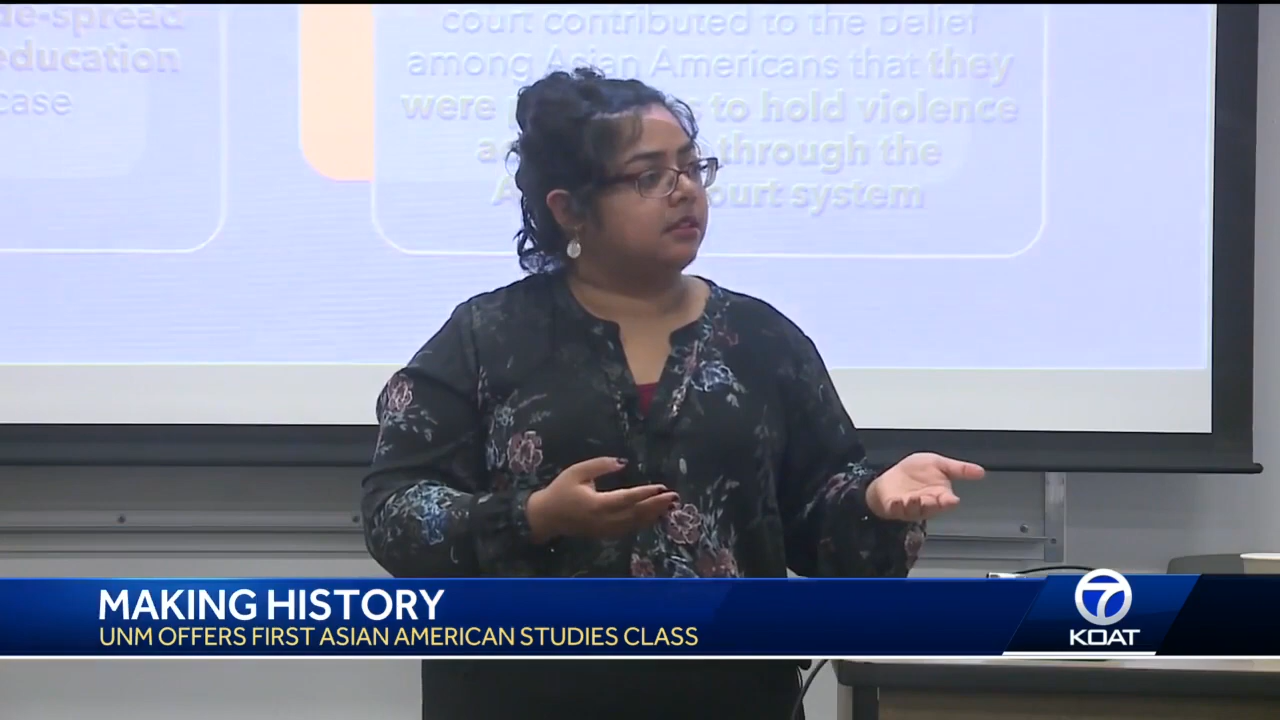 de-spread
education
case
court contributed to the belief
among Asian Americans that they
were to hold violence
through the
court system
MAKING HISTORY
UNM OFFERS FIRST ASIAN AMERICAN STUDIES CLASS
7
KOAT